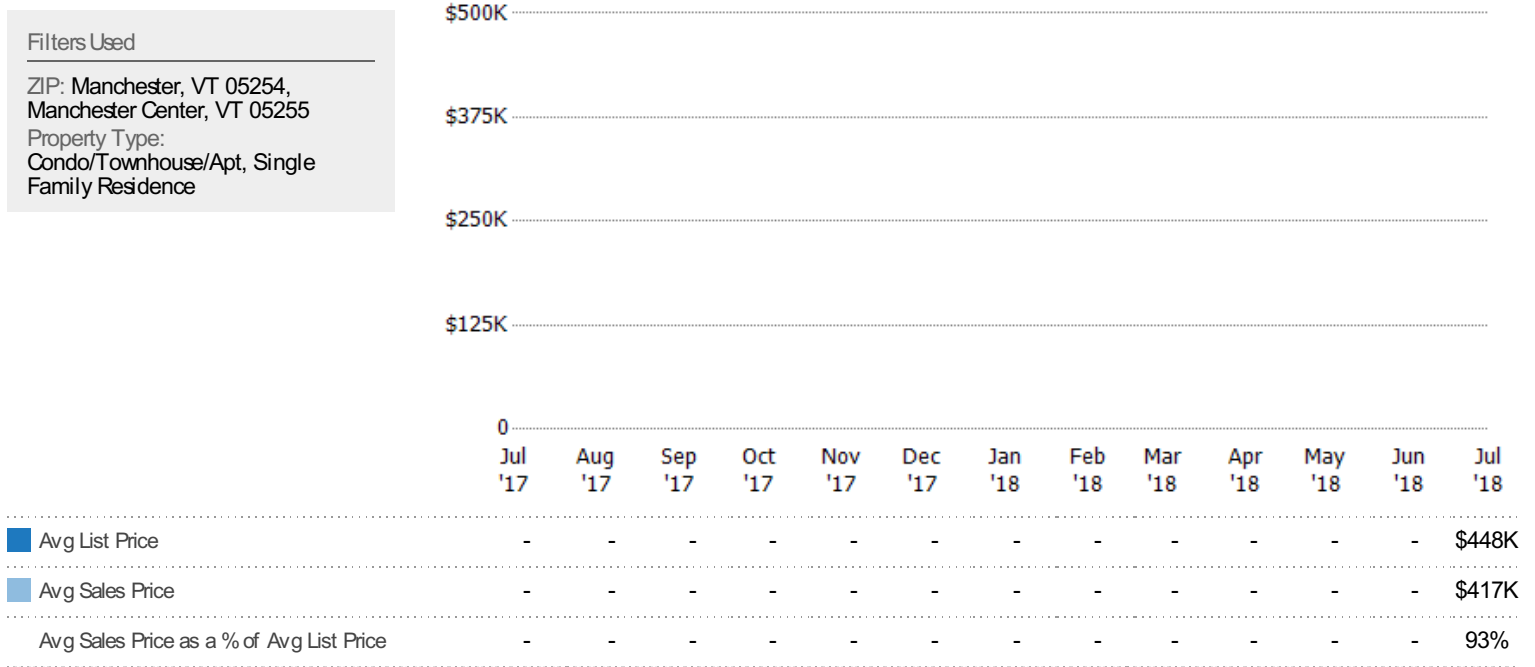 Filters Used
ZIP: Manchester, VT 05254,
Manchester Center, VT 05255
Property Type:
Condo/Townhouse/Apt, Single
Family Residence
$500K
$375K
$250K
$125K
0
Jul Aug Sep Oct Nov Dec Jan Feb Mar Apr May Jun Jul
'17 '17 '17 '17 '17 '17 '18 '18 '18 '18 '18 '18 '18
Avg List Price - - - - - - - - - - - - $448K
Avg Sales Price - - - - - - - - - - - - $417K
Avg Sales Price as a % of Avg List Price - - - - - - - - - - - - 93%